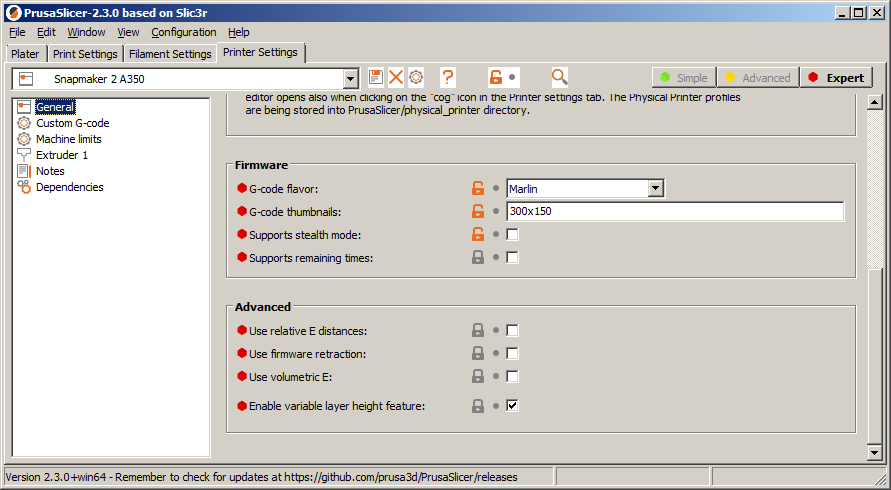 PrusaSlicer-2.3.0 based on Slic3r
File Edit Window View Configuration Help
Plater Print Settings Filament Settings Printer Settings
Snapmaker 2 A350 ? Simple Advanced Expert
General
Custom G-code
Machine limits
Extruder 1
Notes
Dependencies
editor opens also when clicking on the "cog" icon in the Printer settings tab. The Physical Printer profiles
are being stored into PrusaSlicer/physical_printer directory.
Firmware
G-code flavor: Marlin
G-code thumbnails: 300x150
Supports stealth mode:
Supports remaining times:
Advanced
Use relative E distances:
Use firmware retraction:
Use volumetric E:
Enable variable layer height feature:
Version 2.3.0+win64 - Remember to check for updates at https://github.com/prusa3d/PrusaSlicer/releases